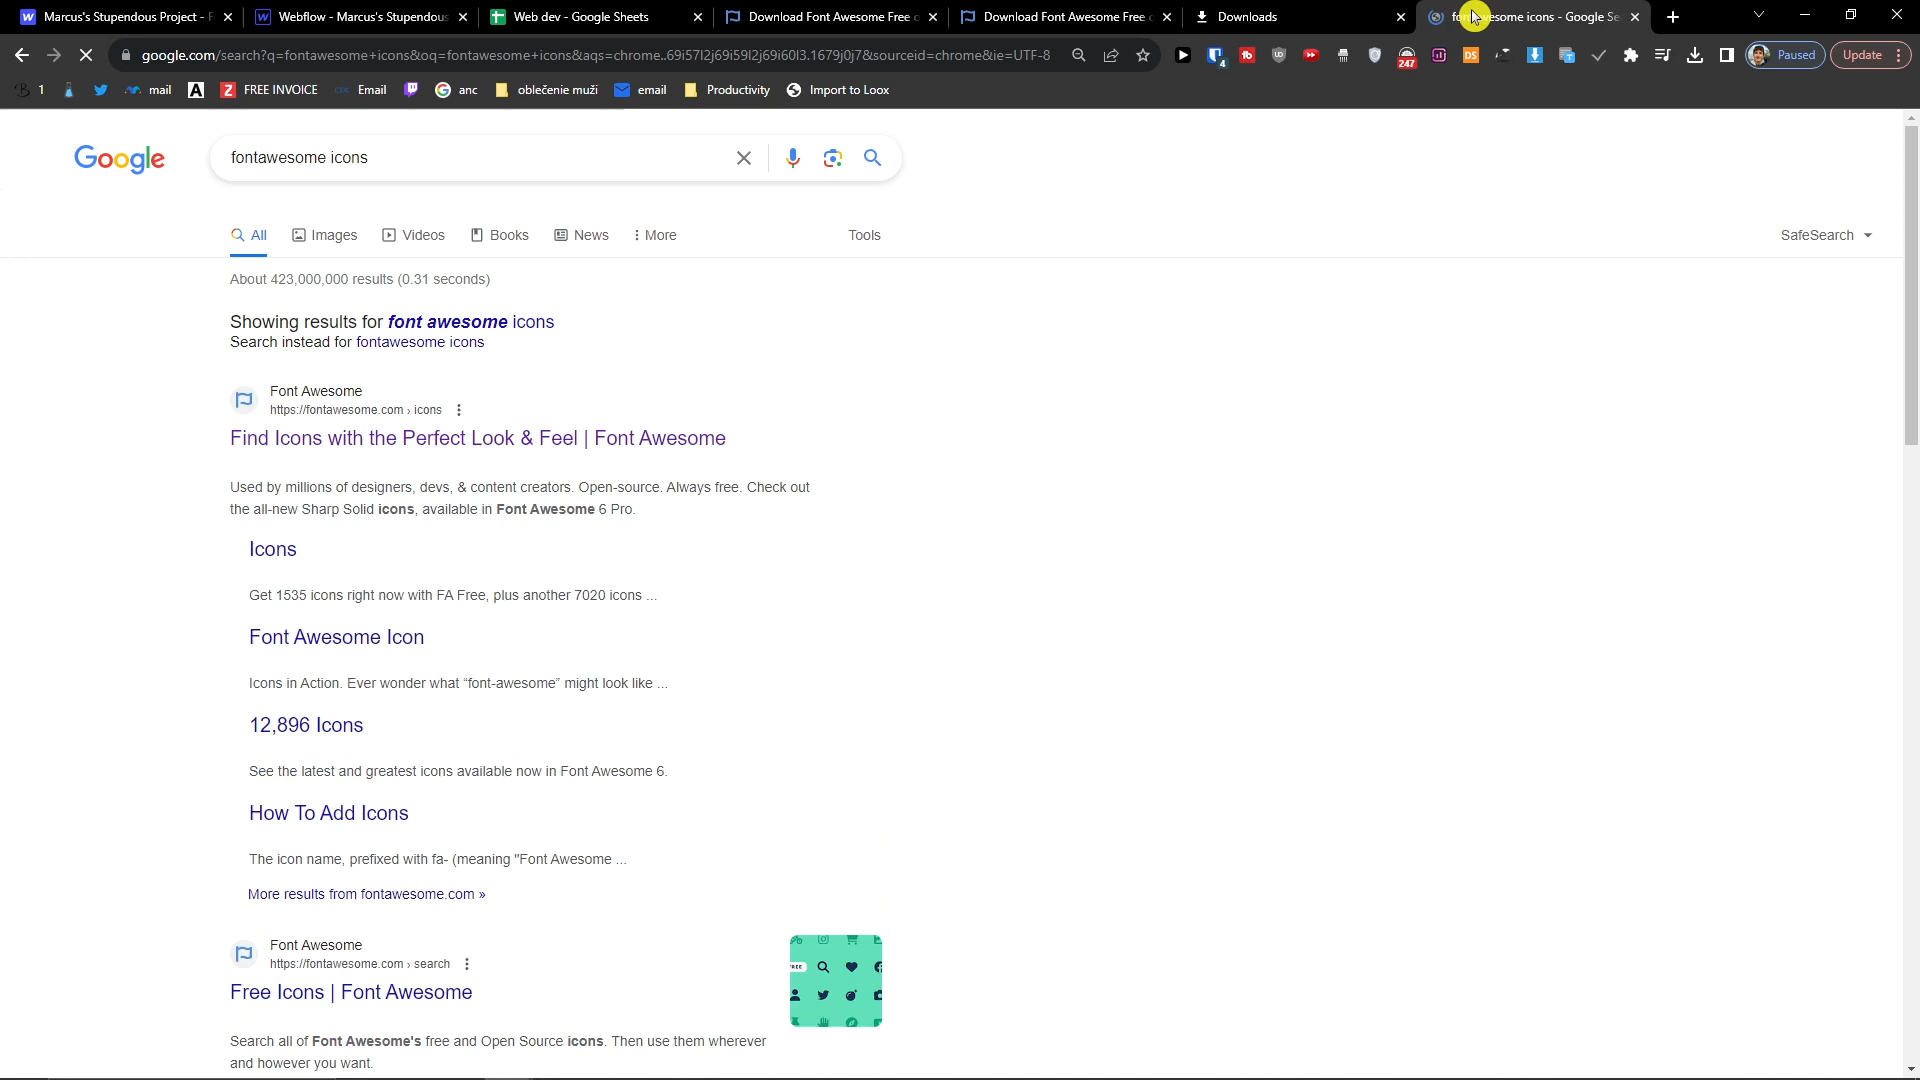 Marcus's Stupendous Project - F
Webflow - Marcus's Stupendous
Web dev - Google Sheets
Download Font Awesome Free o
Download Font Awesome Free o
Downloads
wesome icons - Google Se
google.com/search?q=fontawesome+icons&oq=fontawesome+icons&aqs=chrome..69i57l2j69i59l2j69i60l3.1679j0j7&sourceid=chrome&ie=UTF-8
4
247
DS
Paused
Update
1
mail
FREE INVOICE
Email
anc
oblečenie muži
email
Productivity
Import to Loox
Google
fontawesome icons
All
Images
Videos
Books
News
More
Tools
SafeSearch
About 423,000,000 results (0.31 seconds)
Showing results for font awesome icons
Search instead for fontawesome icons
Font Awesome
https://fontawesome.com › icons
Find Icons with the Perfect Look & Feel | Font Awesome
Used by millions of designers, devs, & content creators. Open-source. Always free. Check out
the all-new Sharp Solid icons, available in Font Awesome 6 Pro.
Icons
Get 1535 icons right now with FA Free, plus another 7020 icons ...
Font Awesome Icon
Icons in Action. Ever wonder what “font-awesome” might look like ...
12,896 Icons
See the latest and greatest icons available now in Font Awesome 6.
How To Add Icons
The icon name, prefixed with fa- (meaning "Font Awesome ...
More results from fontawesome.com »
Font Awesome
https://fontawesome.com › search
Free Icons | Font Awesome
Search all of Font Awesome's free and Open Source icons. Then use them wherever
and however you want.